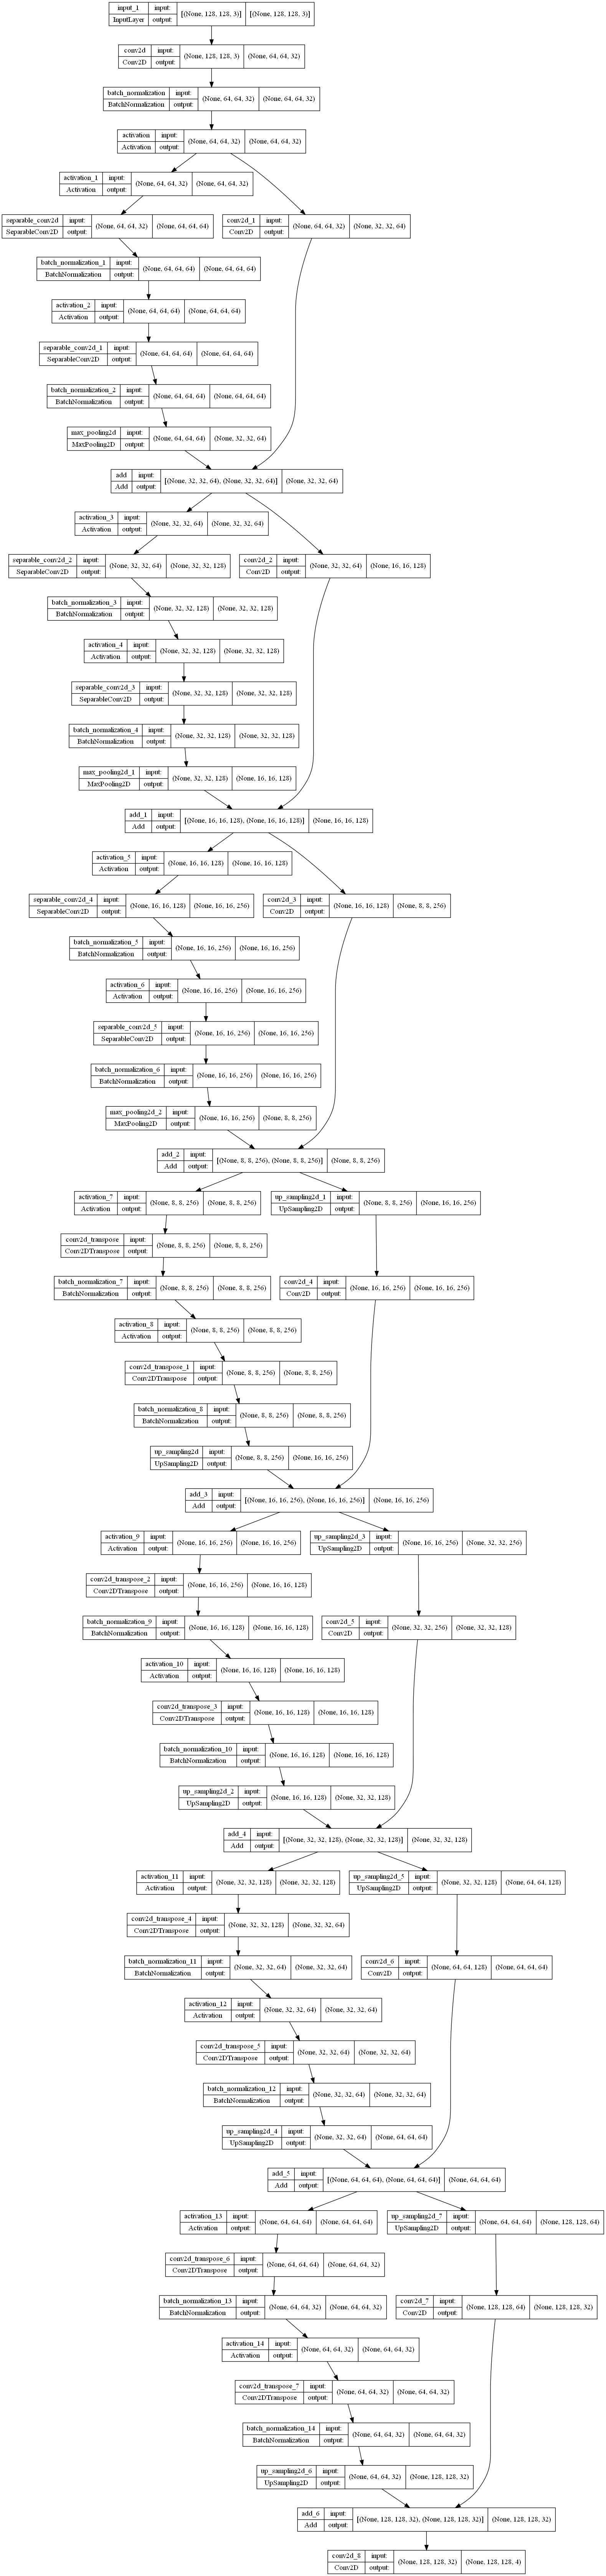 input_1 input: [(None, 128, 128, 3)] [(None, 128, 128, 3)]
InputLayer output:
conv2d input: (None, 128, 128, 3) (None, 64, 64, 32)
Conv2D output:
batch_normalization input: (None, 64, 64, 32) (None, 64, 64, 32)
BatchNormalization output:
activation input: (None, 64, 64, 32) (None, 64, 64, 32)
Activation output:
activation_1 input: (None, 64, 64, 32) (None, 64, 64, 32)
Activation output:
separable_conv2d input: (None, 64, 64, 32) (None, 64, 64, 64)
SeparableConv2D output:
conv2d_1 input: (None, 64, 64, 32) (None, 32, 32, 64)
Conv2D output:
batch_normalization_1 input: (None, 64, 64, 64) (None, 64, 64, 64)
BatchNormalization output:
activation_2 input: (None, 64, 64, 64) (None, 64, 64, 64)
Activation output:
separable_conv2d_1 input: (None, 64, 64, 64) (None, 64, 64, 64)
SeparableConv2D output:
batch_normalization_2 input: (None, 64, 64, 64) (None, 64, 64, 64)
BatchNormalization output:
max_pooling2d input: (None, 64, 64, 64) (None, 32, 32, 64)
MaxPooling2D output:
add input: [(None, 32, 32, 64), (None, 32, 32, 64)] (None, 32, 32, 64)
Add output:
activation_3 input: (None, 32, 32, 64) (None, 32, 32, 64)
Activation output:
separable_conv2d_2 input: (None, 32, 32, 64) (None, 32, 32, 128)
SeparableConv2D output:
conv2d_2 input: (None, 32, 32, 64) (None, 16, 16, 128)
Conv2D output:
batch_normalization_3 input: (None, 32, 32, 128) (None, 32, 32, 128)
BatchNormalization output:
activation_4 input: (None, 32, 32, 128) (None, 32, 32, 128)
Activation output:
separable_conv2d_3 input: (None, 32, 32, 128) (None, 32, 32, 128)
SeparableConv2D output:
batch_normalization_4 input: (None, 32, 32, 128) (None, 32, 32, 128)
BatchNormalization output:
max_pooling2d_1 input: (None, 32, 32, 128) (None, 16, 16, 128)
MaxPooling2D output:
add_1 input: [(None, 16, 16, 128), (None, 16, 16, 128)] (None, 16, 16, 128)
Add output:
activation_5 input: (None, 16, 16, 128) (None, 16, 16, 128)
Activation output:
separable_conv2d_4 input: (None, 16, 16, 128) (None, 16, 16, 256)
SeparableConv2D output:
conv2d_3 input: (None, 16, 16, 128) (None, 8, 8, 256)
Conv2D output:
batch_normalization_5 input: (None, 16, 16, 256) (None, 16, 16, 256)
BatchNormalization output:
activation_6 input: (None, 16, 16, 256) (None, 16, 16, 256)
Activation output:
separable_conv2d_5 input: (None, 16, 16, 256) (None, 16, 16, 256)
SeparableConv2D output:
batch_normalization_6 input: (None, 16, 16, 256) (None, 16, 16, 256)
BatchNormalization output:
max_pooling2d_2 input: (None, 16, 16, 256) (None, 8, 8, 256)
MaxPooling2D output:
add_2 input: [(None, 8, 8, 256), (None, 8, 8, 256)] (None, 8, 8, 256)
Add output:
activation_7 input: (None, 8, 8, 256) (None, 8, 8, 256)
Activation output:
up_sampling2d_1 input: (None, 8, 8, 256) (None, 16, 16, 256)
UpSampling2D output:
conv2d_transpose input: (None, 8, 8, 256) (None, 8, 8, 256)
Conv2DTranspose output:
batch_normalization_7 input: (None, 8, 8, 256) (None, 8, 8, 256)
BatchNormalization output:
conv2d_4 input: (None, 16, 16, 256) (None, 16, 16, 256)
Conv2D output:
activation_8 input: (None, 8, 8, 256) (None, 8, 8, 256)
Activation output:
conv2d_transpose_1 input: (None, 8, 8, 256) (None, 8, 8, 256)
Conv2DTranspose output:
batch_normalization_8 input: (None, 8, 8, 256) (None, 8, 8, 256)
BatchNormalization output:
up_sampling2d input: (None, 8, 8, 256) (None, 16, 16, 256)
UpSampling2D output:
add_3 input: [(None, 16, 16, 256), (None, 16, 16, 256)] (None, 16, 16, 256)
Add output:
activation_9 input: (None, 16, 16, 256) (None, 16, 16, 256)
Activation output:
up_sampling2d_3 input: (None, 16, 16, 256) (None, 32, 32, 256)
UpSampling2D output:
conv2d_transpose_2 input: (None, 16, 16, 256) (None, 16, 16, 128)
Conv2DTranspose output:
batch_normalization_9 input: (None, 16, 16, 128) (None, 16, 16, 128)
BatchNormalization output:
conv2d_5 input: (None, 32, 32, 256) (None, 32, 32, 128)
Conv2D output:
activation_10 input: (None, 16, 16, 128) (None, 16, 16, 128)
Activation output:
conv2d_transpose_3 input: (None, 16, 16, 128) (None, 16, 16, 128)
Conv2DTranspose output:
batch_normalization_10 input: (None, 16, 16, 128) (None, 16, 16, 128)
BatchNormalization output:
up_sampling2d_2 input: (None, 16, 16, 128) (None, 32, 32, 128)
UpSampling2D output:
add_4 input: [(None, 32, 32, 128), (None, 32, 32, 128)] (None, 32, 32, 128)
Add output:
activation_11 input: (None, 32, 32, 128) (None, 32, 32, 128)
Activation output:
up_sampling2d_5 input: (None, 32, 32, 128) (None, 64, 64, 128)
UpSampling2D output:
conv2d_transpose_4 input: (None, 32, 32, 128) (None, 32, 32, 64)
Conv2DTranspose output:
batch_normalization_11 input: (None, 32, 32, 64) (None, 32, 32, 64)
BatchNormalization output:
conv2d_6 input: (None, 64, 64, 128) (None, 64, 64, 64)
Conv2D output:
activation_12 input: (None, 32, 32, 64) (None, 32, 32, 64)
Activation output:
conv2d_transpose_5 input: (None, 32, 32, 64) (None, 32, 32, 64)
Conv2DTranspose output:
batch_normalization_12 input: (None, 32, 32, 64) (None, 32, 32, 64)
BatchNormalization output:
up_sampling2d_4 input: (None, 32, 32, 64) (None, 64, 64, 64)
UpSampling2D output:
add_5 input: [(None, 64, 64, 64), (None, 64, 64, 64)] (None, 64, 64, 64)
Add output:
activation_13 input: (None, 64, 64, 64) (None, 64, 64, 64)
Activation output:
up_sampling2d_7 input: (None, 64, 64, 64) (None, 128, 128, 64)
UpSampling2D output:
conv2d_transpose_6 input: (None, 64, 64, 64) (None, 64, 64, 32)
Conv2DTranspose output:
batch_normalization_13 input: (None, 64, 64, 32) (None, 64, 64, 32)
BatchNormalization output:
conv2d_7 input: (None, 128, 128, 64) (None, 128, 128, 32)
Conv2D output:
activation_14 input: (None, 64, 64, 32) (None, 64, 64, 32)
Activation output:
conv2d_transpose_7 input: (None, 64, 64, 32) (None, 64, 64, 32)
Conv2DTranspose output:
batch_normalization_14 input: (None, 64, 64, 32) (None, 64, 64, 32)
BatchNormalization output:
up_sampling2d_6 input: (None, 64, 64, 32) (None, 128, 128, 32)
UpSampling2D output:
add_6 input: [(None, 128, 128, 32), (None, 128, 128, 32)] (None, 128, 128, 32)
Add output:
conv2d_8 input: (None, 128, 128, 32) (None, 128, 128, 4)
Conv2D output: